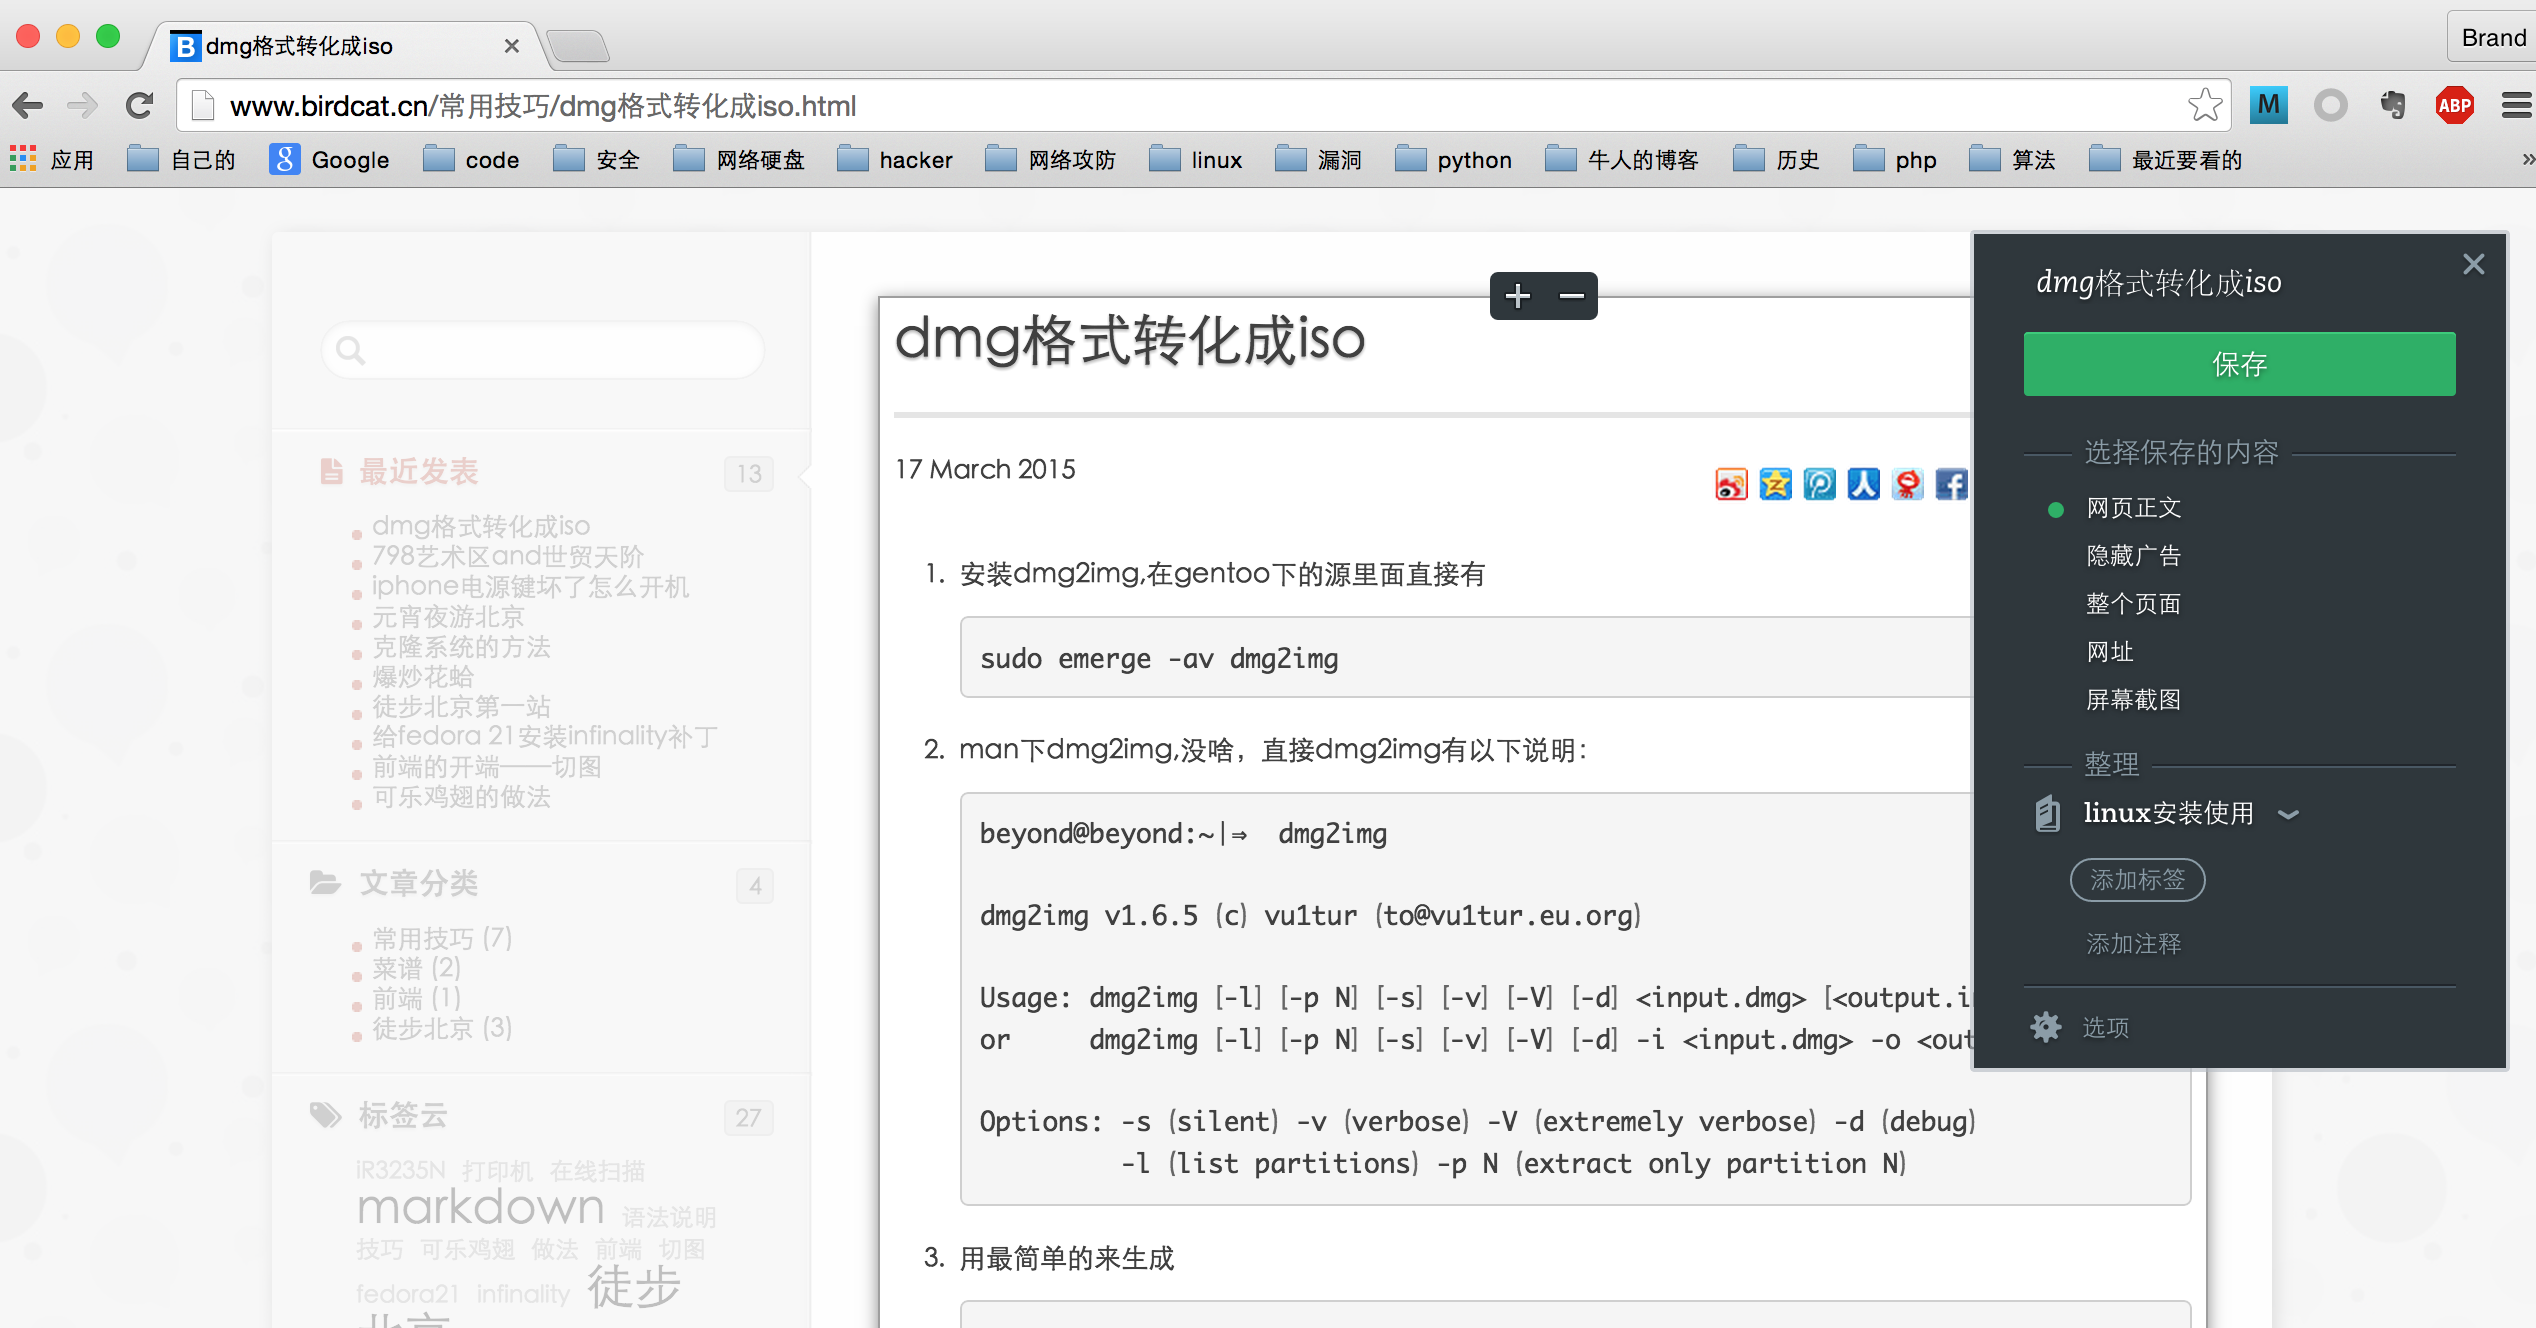 dmg格式转化成iso
Brand
www.birdcat.cn/常用技巧/dmg格式转化成iso.html
M
ABP
应用 自己的 Google code 安全 网络硬盘 hacker 网络攻防 linux 漏洞 python 牛人的博客 历史 php 算法 最近要看的 »
最近发表 13
dmg格式转化成iso
798艺术区and世贸天阶
iphone电源键坏了怎么开机
元宵夜游北京
克隆系统的方法
爆炒花蛤
徒步北京第一站
给fedora 21安装infinality补丁
前端的开端——切图
可乐鸡翅的做法
文章分类 4
常用技巧 (7)
菜谱 (2)
前端 (1)
徒步北京 (3)
标签云 27
iR3235N 打印机 在线扫描
markdown 语法说明
技巧 可乐鸡翅 做法 前端 切图
fedora21 infinality 徒步
北京
dmg格式转化成iso
17 March 2015
1. 安装dmg2img,在gentoo下的源里面直接有
sudo emerge -av dmg2img
2. man下dmg2img,没啥，直接dmg2img有以下说明：
beyond@beyond:~|⇒  dmg2img
dmg2img v1.6.5 (c) vu1tur (to@vu1tur.eu.org)
Usage: dmg2img [-l] [-p N] [-s] [-v] [-V] [-d] <input.dmg> [<output.i
or     dmg2img [-l] [-p N] [-s] [-v] [-V] [-d] -i <input.dmg> -o <out
Options: -s (silent) -v (verbose) -V (extremely verbose) -d (debug)
-l (list partitions) -p N (extract only partition N)
3. 用最简单的来生成
dmg格式转化成iso
保存
选择保存的内容
网页正文
隐藏广告
整个页面
网址
屏幕截图
整理
linux安装使用
添加标签
添加注释
选项